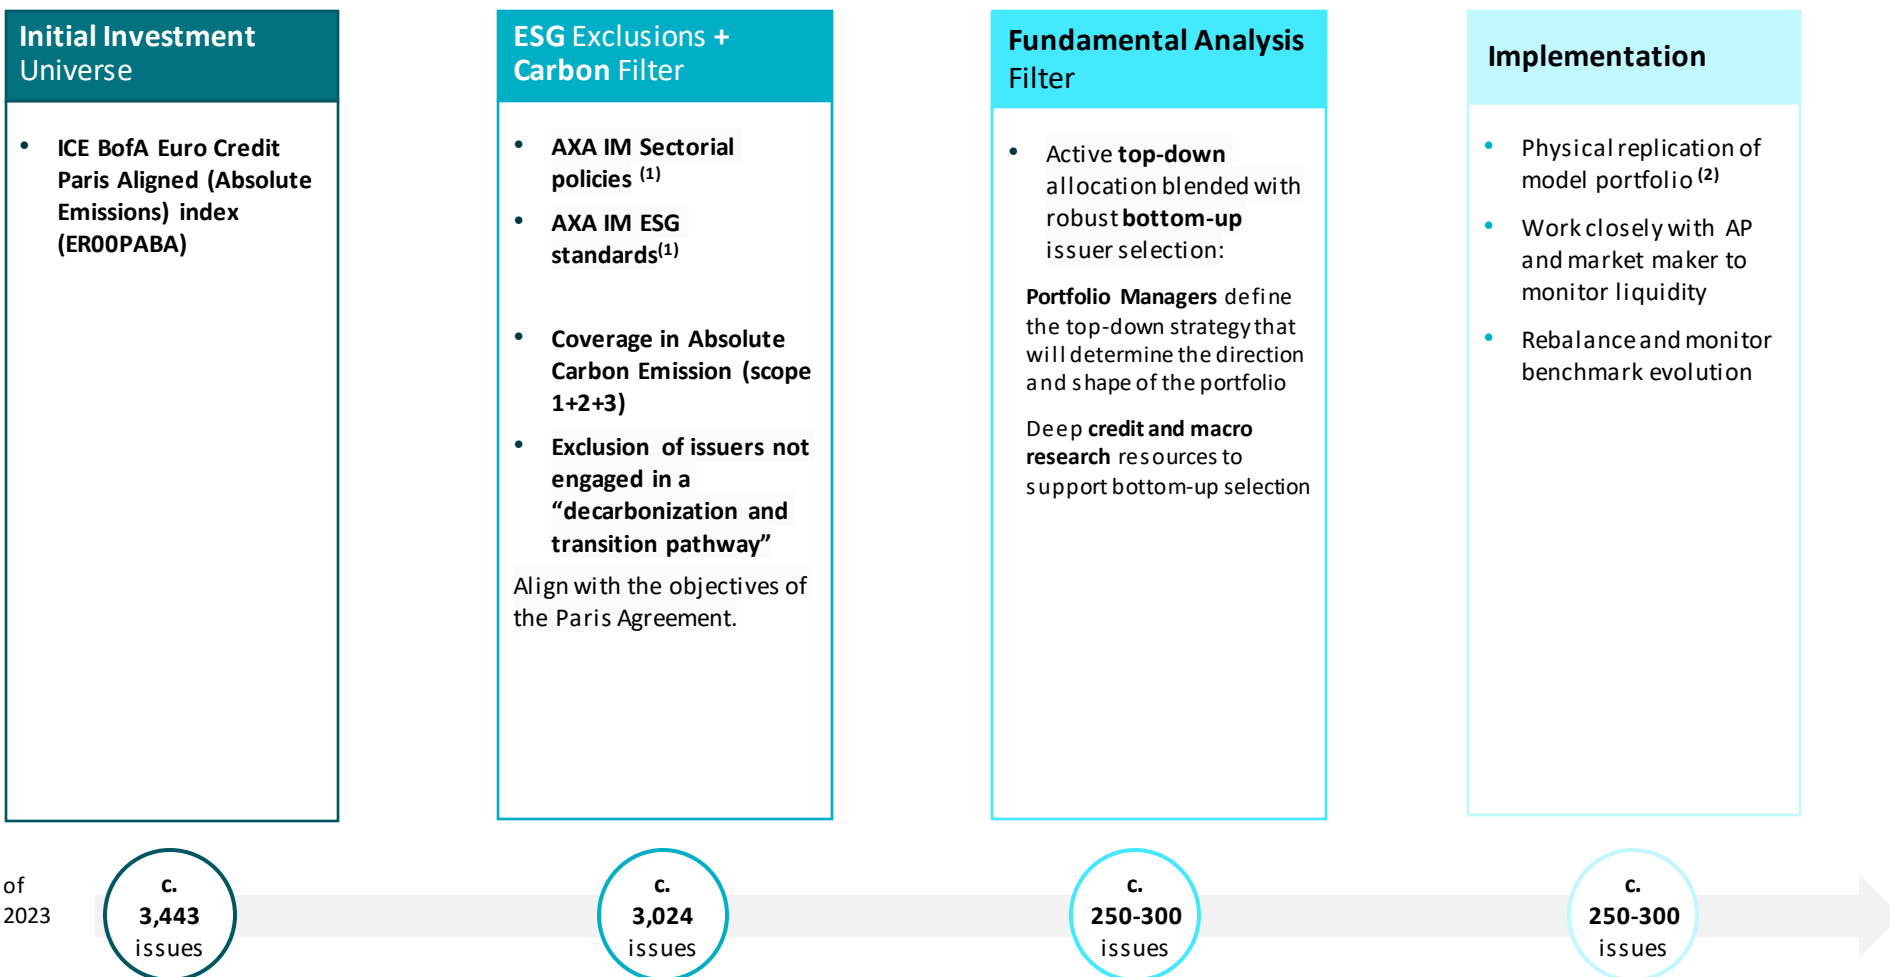 Initial Investment
Universe
• ICE BofA Euro Credit
Paris Aligned (Absolute
Emissions) index
(ER00PABA)
ESG Exclusions +
Carbon Filter
• AXA IM Sectorial
policies (1)
• AXA IM ESG
standards(1)
• Coverage in Absolute
Carbon Emission (scope
1+2+3)
• Exclusion of issuers not
engaged in a
“decarbonization and
transition pathway”
Align with the objectives of
the Paris Agreement.
Fundamental Analysis
Filter
• Active top-down
allocation blended with
robust bottom-up
issuer selection:
Portfolio Managers define
the top-down strategy that
will determine the direction
and shape of the portfolio
Deep credit and macro
research resources to
support bottom-up selection
Implementation
• Physical replication of
model portfolio (2)
• Work closely with AP
and market maker to
monitor liquidity
• Rebalance and monitor
benchmark evolution
of
2023
c.
3,443
issues
c.
3,024
issues
c.
250-300
issues
c.
250-300
issues